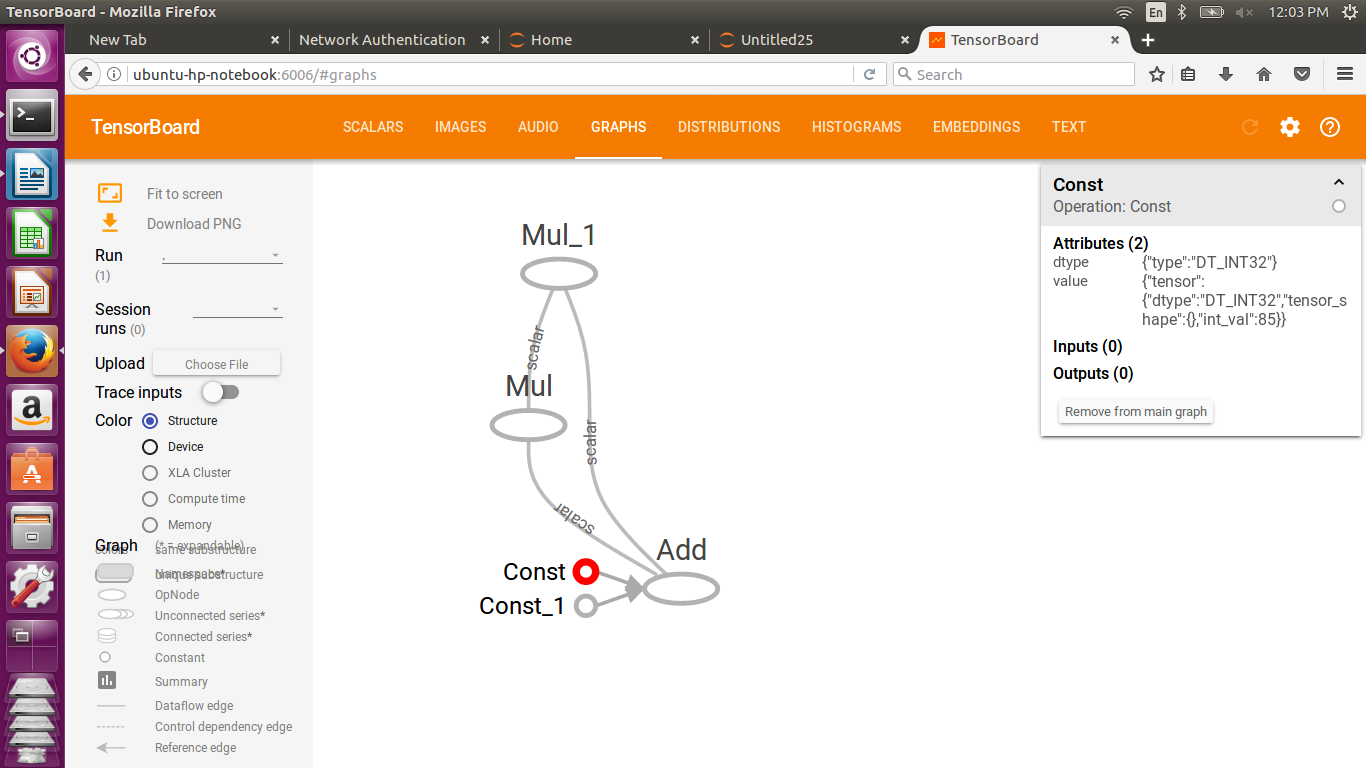 TensorBoard - Mozilla Firefox
En
12:03 PM
New Tab
Network Authentication
Home
Untitled25
TensorBoard
ubuntu-hp-notebook:6006/#graphs
Search
TensorBoard
SCALARS
IMAGES
AUDIO
GRAPHS
DISTRIBUTIONS
HISTOGRAMS
EMBEDDINGS
TEXT
Fit to screen
Download PNG
Run
(1)
.
Session
runs (0)
Upload
Choose File
Trace inputs
Color
Structure
Device
XLA Cluster
Compute time
Memory
Graph
(* = expandable)
colors
same substructure
Namespace*
unique substructure
OpNode
Unconnected series*
Connected series*
Constant
Summary
Dataflow edge
Control dependency edge
Reference edge
Mul_1
scalar
Mul
scalar
scalar
Add
Const
Const_1
Const
Operation: Const
Attributes (2)
dtype
{"type":"DT_INT32"}
value
{"tensor":
{"dtype":"DT_INT32","tensor_s
hape":{},"int_val":85}}
Inputs (0)
Outputs (0)
Remove from main graph